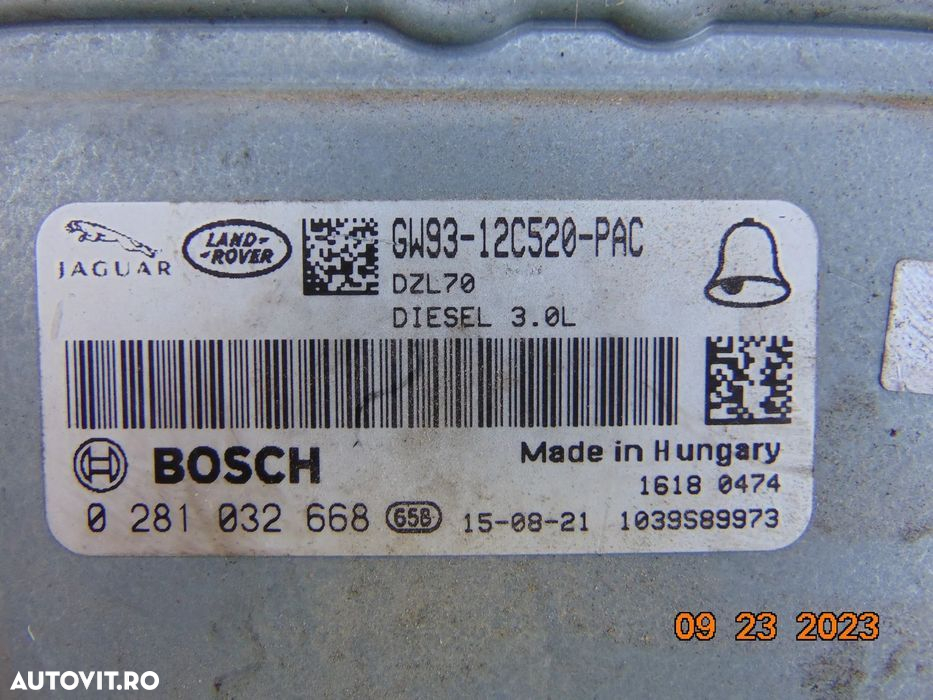 JAGUAR
LAND-
-ROVER
GW93-12C520-PAC
DZL70
DIESEL 3.0L
BOSCH
Made in Hungary
1618 0474
0 281 032 668 658 15-08-21 1039S89973
09 23 2023
AUTOVIT.RO